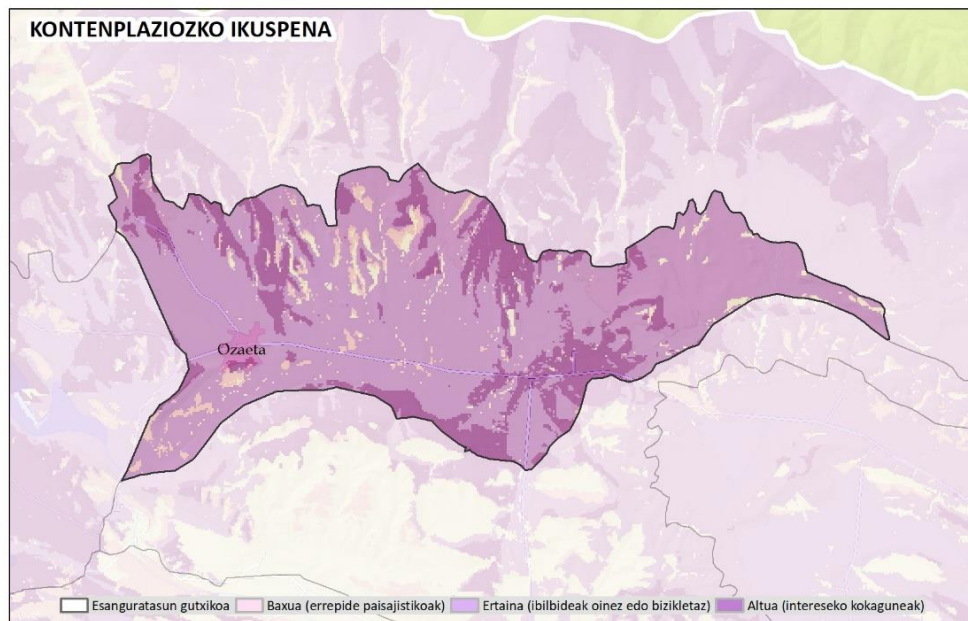 KONTENPLAZIOZKO IKUSPENA
Ozaeta
Esanguratasun gutxikoa Baxua (errepide paisajistikoak) Ertaina (ibilbideak oinez edo bizikletaz) Altua (intereseko kokaguneak)